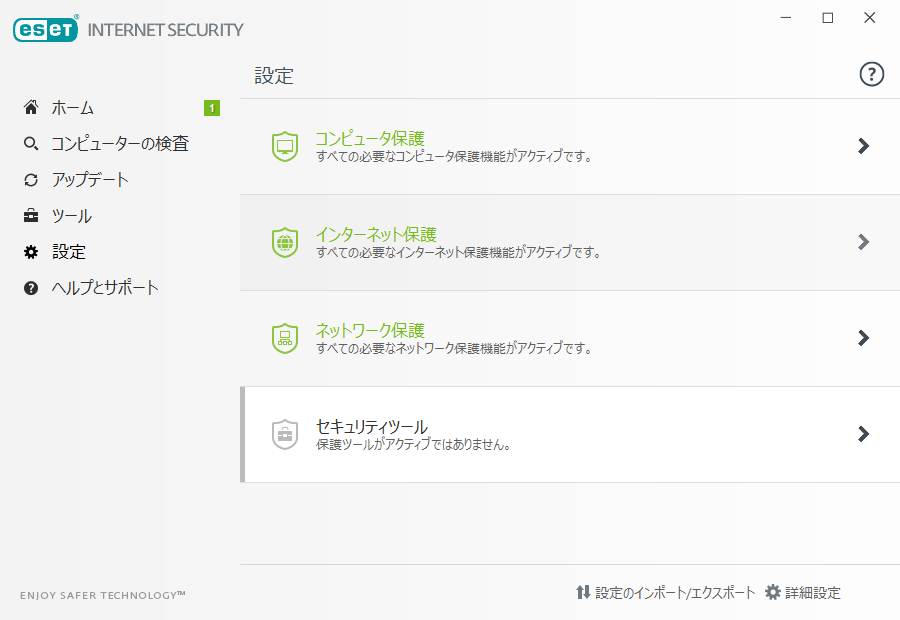 eset® INTERNET SECURITY
設定
?
ホーム 1
コンピューターの検査
アップデート
ツール
設定
ヘルプとサポート
コンピュータ保護
すべての必要なコンピュータ保護機能がアクティブです。
インターネット保護
すべての必要なインターネット保護機能がアクティブです。
ネットワーク保護
すべての必要なネットワーク保護機能がアクティブです。
セキュリティツール
保護ツールがアクティブではありません。
ENJOY SAFER TECHNOLOGY™
設定のインポート/エクスポート 詳細設定